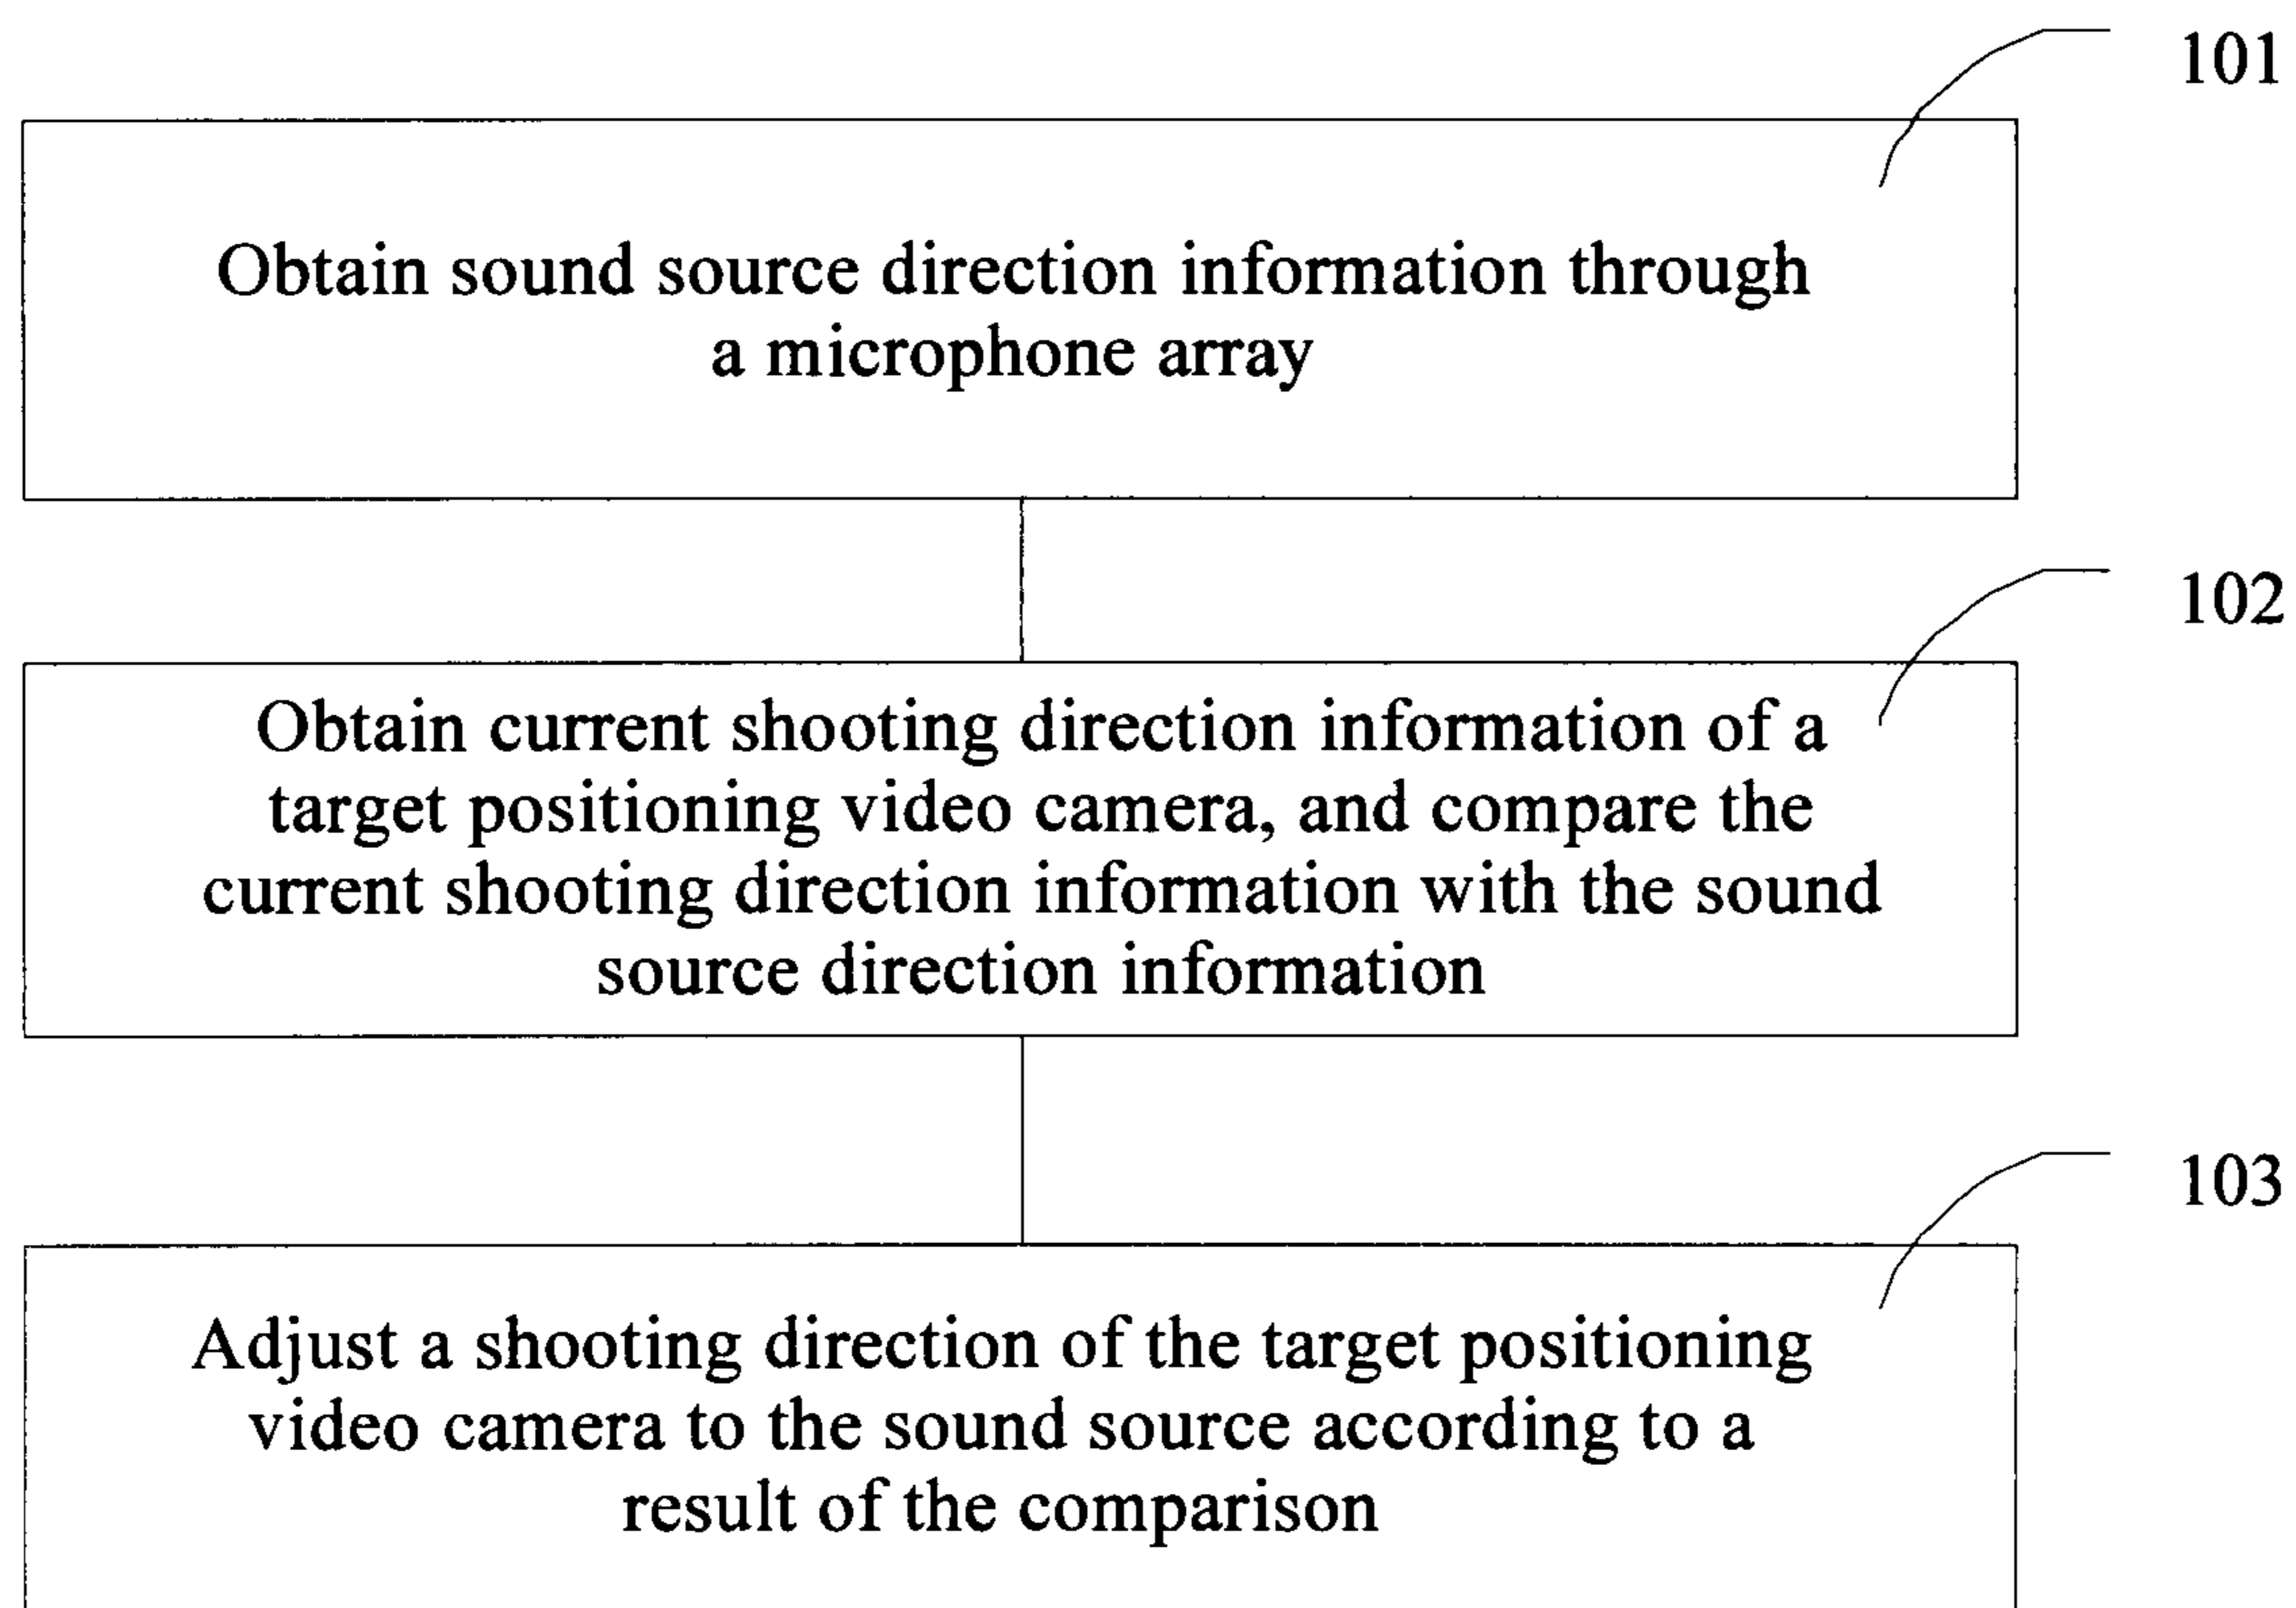 101
Obtain sound source direction information through
a microphone array
102
Obtain current shooting direction information of a
target positioning video camera, and compare the
current shooting direction information with the sound
source direction information
103
Adjust a shooting direction of the target positioning
video camera to the sound source according to a
result of the comparison